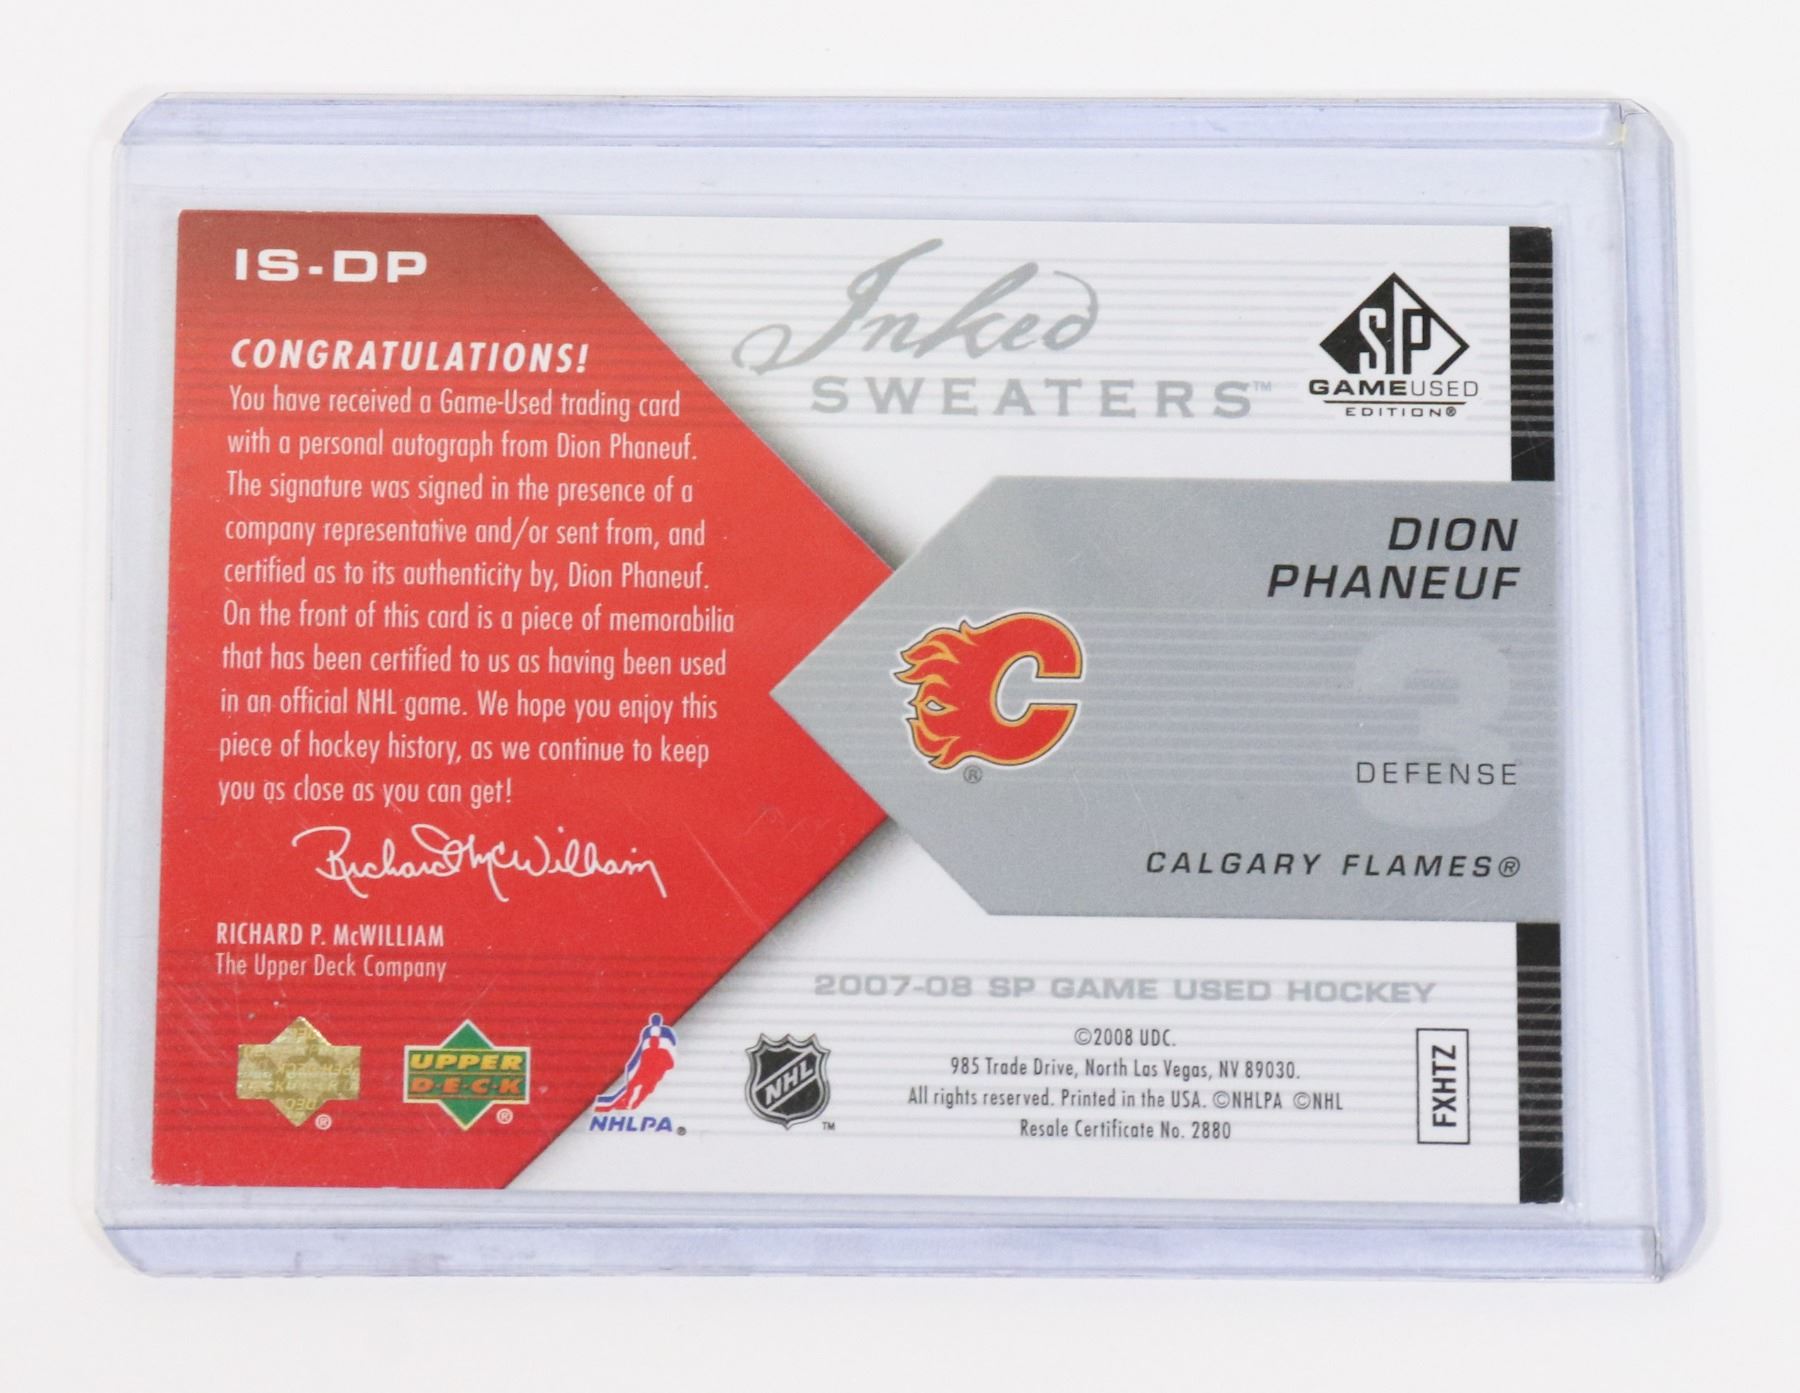 IS-DP
CONGRATULATIONS!
You have received a Game-Used trading card
with a personal autograph from Dion Phaneuf.
The signature was signed in the presence of a
company representative and/or sent from, and
certified as to its authenticity by, Dion Phaneuf.
On the front of this card is a piece of memorabilia
that has been certified to us as having been used
in an official NHL game. We hope you enjoy this
piece of hockey history, as we continue to keep
you as close as you can get!
Richard McWilliam
RICHARD P. McWILLIAM
The Upper Deck Company
UPPER
D·E·C·K
®
NHLPA®
NHL
™
Inked
SWEATERS™
SP
GAMEUSED
EDITION®
DION
PHANEUF
C
®
3
DEFENSE
CALGARY FLAMES®
2007-08 SP GAME USED HOCKEY
©2008 UDC.
985 Trade Drive, North Las Vegas, NV 89030.
All rights reserved. Printed in the USA. ©NHLPA ©NHL
Resale Certificate No. 2880
FXHTZ